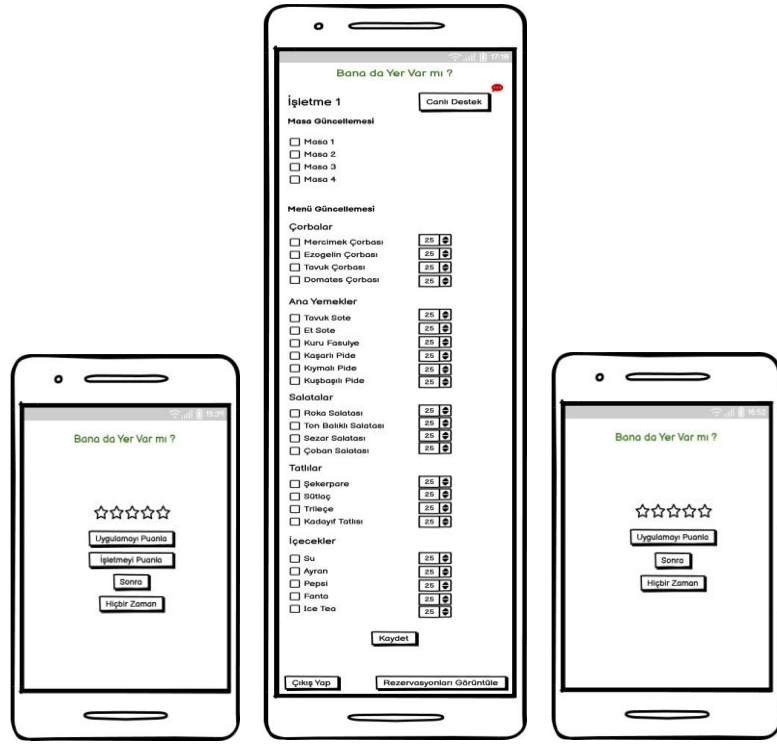 15:39
Bana da Yer Var mı ?
Uygulamayı Puanla
İşletmeyi Puanla
Sonra
Hiçbir Zaman
17:16
Bana da Yer Var mı ?
İşletme 1
Canlı Destek
Masa Güncellemesi
Masa 1
Masa 2
Masa 3
Masa 4
Menü Güncellemesi
Çorbalar
Mercimek Çorbası 25
Ezogelin Çorbası 25
Tavuk Çorbası 25
Domates Çorbası 25
Ana Yemekler
Tavuk Sote 25
Et Sote 25
Kuru Fasulye 25
Kaşarlı Pide 25
Kıymalı Pide 25
Kuşbaşılı Pide 25
Salatalar
Roka Salatası 25
Ton Balıklı Salatası 25
Sezar Salatası 25
Çoban Salatası 25
Tatlılar
Şekerpare 25
Sütlaç 25
Trileçe 25
Kadayıf Tatlısı 25
İçecekler
Su 25
Ayran 25
Pepsi 25
Fanta 25
Ice Tea 25
Kaydet
Çıkış Yap
Rezervasyonları Görüntüle
16:52
Bana da Yer Var mı ?
Uygulamayı Puanla
Sonra
Hiçbir Zaman